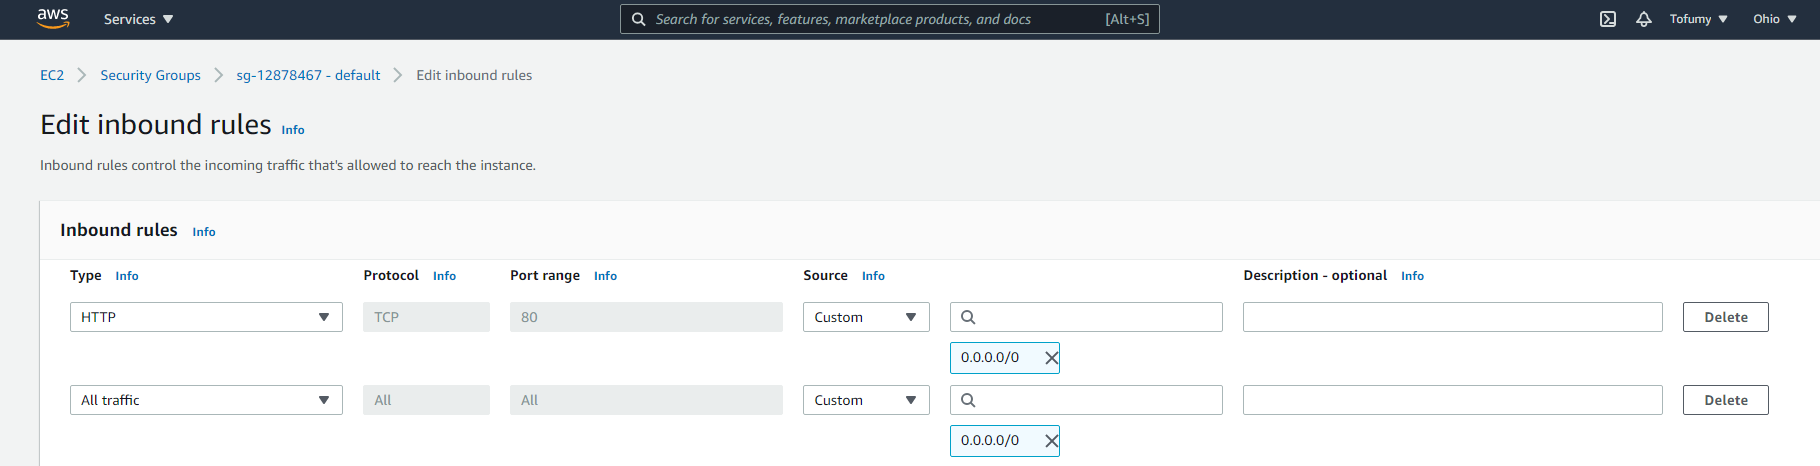 aws Services Search for services, features, marketplace products, and docs [Alt+S] Tofumy Ohio
EC2 Security Groups sg-12878467 - default Edit inbound rules
Edit inbound rules Info
Inbound rules control the incoming traffic that's allowed to reach the instance.
Inbound rules Info
Type Info Protocol Info Port range Info Source Info Description - optional Info
HTTP TCP 80 Custom Delete
0.0.0.0/0
All traffic All All Custom Delete
0.0.0.0/0